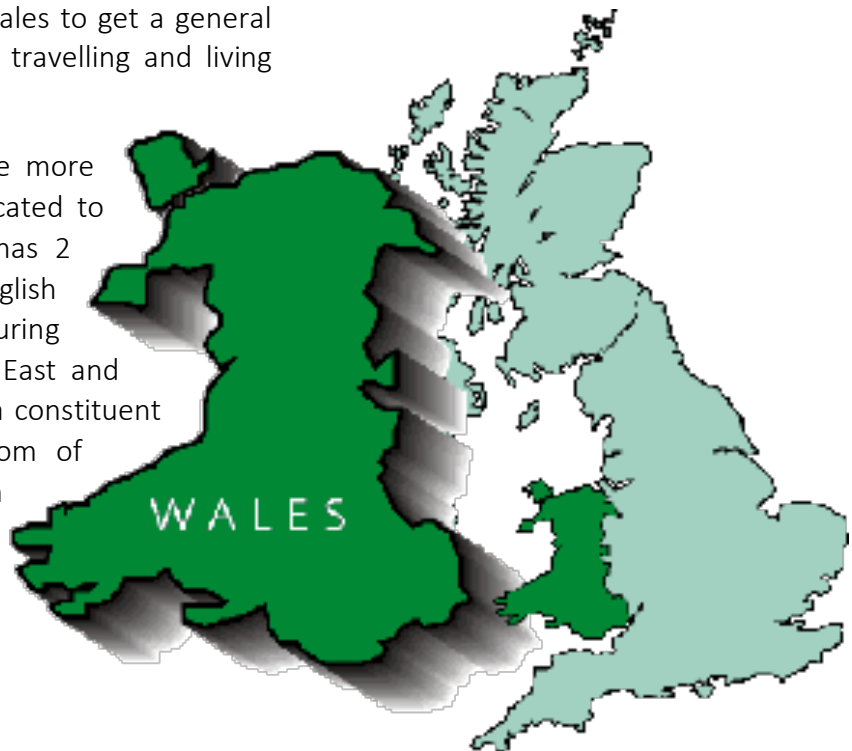 ales to get a general
travelling and living
e more
cated to
as 2
glish
uring
East and
constituent
om of
WALES